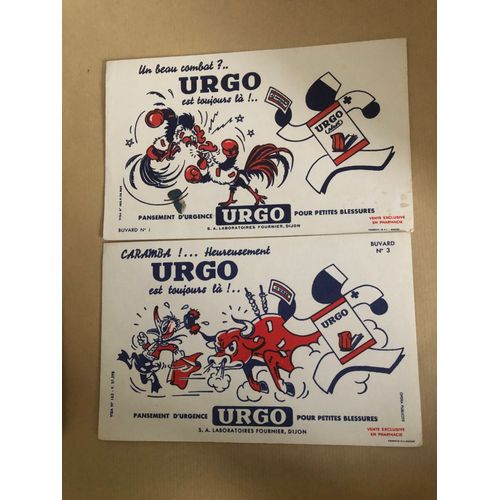 Un beau combat ?..
URGO
est toujours là !..
URGO
PANSEMENT D'URGENCE URGO POUR PETITES BLESSURES
S. A. LABORATOIRES FOURNIER, DIJON
BUVARD N° 1
VENTE EXCLUSIVE
EN PHARMACIE
CARAMBA !... Heureusement
URGO
est toujours là !..
BUVARD
N° 3
URGO
PANSEMENT D'URGENCE URGO POUR PETITES BLESSURES
S. A. LABORATOIRES FOURNIER, DIJON
VENTE EXCLUSIVE
EN PHARMACIE